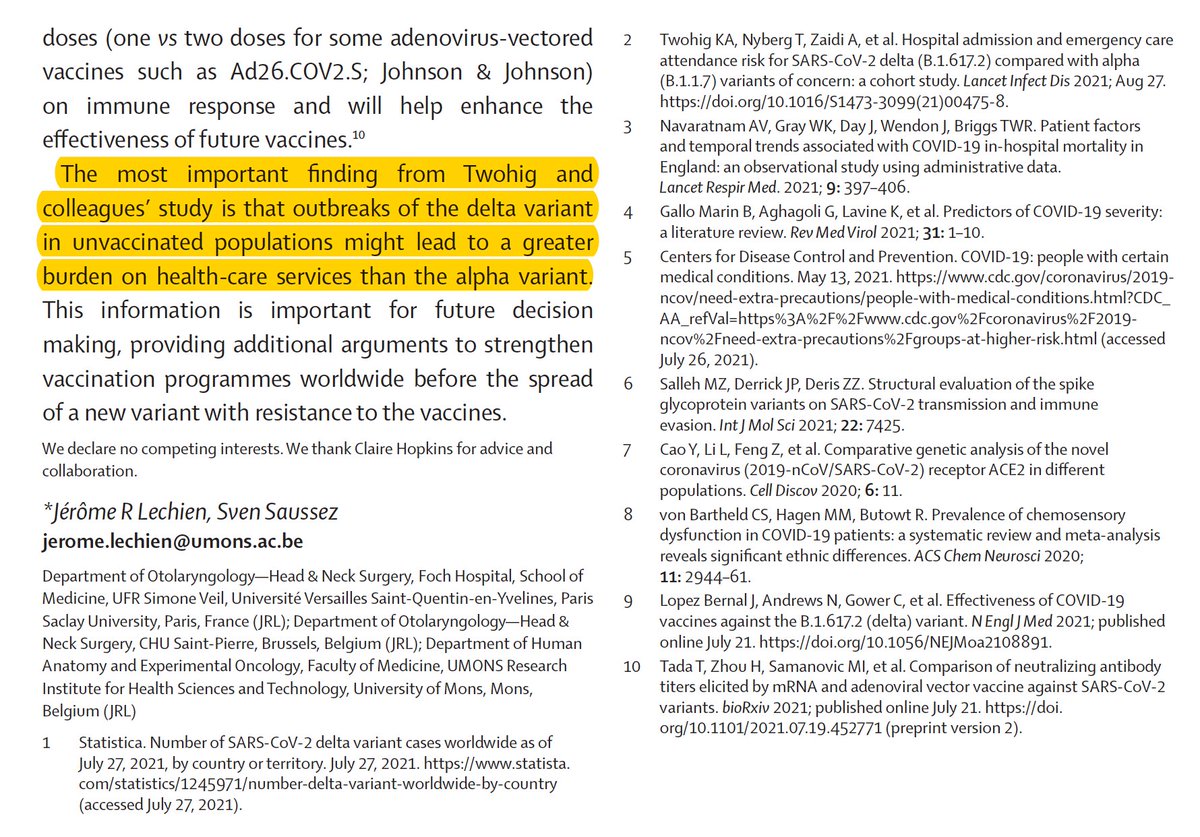 doses (one vs two doses for some adenovirus-vectored
vaccines such as Ad26.COV2.S; Johnson & Johnson)
on immune response and will help enhance the
effectiveness of future vaccines.10
The most important finding from Twohig and
colleagues’ study is that outbreaks of the delta variant
in unvaccinated populations might lead to a greater
burden on health-care services than the alpha variant.
This information is important for future decision
making, providing additional arguments to strengthen
vaccination programmes worldwide before the spread
of a new variant with resistance to the vaccines.
We declare no competing interests. We thank Claire Hopkins for advice and
collaboration.
*Jérôme R Lechien, Sven Saussez
jerome.lechien@umons.ac.be
Department of Otolaryngology—Head & Neck Surgery, Foch Hospital, School of
Medicine, UFR Simone Veil, Université Versailles Saint-Quentin-en-Yvelines, Paris
Saclay University, Paris, France (JRL); Department of Otolaryngology—Head &
Neck Surgery, CHU Saint-Pierre, Brussels, Belgium (JRL); Department of Human
Anatomy and Experimental Oncology, Faculty of Medicine, UMONS Research
Institute for Health Sciences and Technology, University of Mons, Mons,
Belgium (JRL)
1 Statistica. Number of SARS-CoV-2 delta variant cases worldwide as of
July 27, 2021, by country or territory. July 27, 2021. https://www.statista.
com/statistics/1245971/number-delta-variant-worldwide-by-country
(accessed July 27, 2021).
2 Twohig KA, Nyberg T, Zaidi A, et al. Hospital admission and emergency care
attendance risk for SARS-CoV-2 delta (B.1.617.2) compared with alpha
(B.1.1.7) variants of concern: a cohort study. Lancet Infect Dis 2021; Aug 27.
https://doi.org/10.1016/S1473-3099(21)00475-8.
3 Navaratnam AV, Gray WK, Day J, Wendon J, Briggs TWR. Patient factors
and temporal trends associated with COVID-19 in-hospital mortality in
England: an observational study using administrative data.
Lancet Respir Med. 2021; 9: 397–406.
4 Gallo Marin B, Aghagoli G, Lavine K, et al. Predictors of COVID-19 severity:
a literature review. Rev Med Virol 2021; 31: 1–10.
5 Centers for Disease Control and Prevention. COVID-19: people with certain
medical conditions. May 13, 2021. https://www.cdc.gov/coronavirus/2019-
ncov/need-extra-precautions/people-with-medical-conditions.html?CDC_
AA_refVal=https%3A%2F%2Fwww.cdc.gov%2Fcoronavirus%2F2019-
ncov%2Fneed-extra-precautions%2Fgroups-at-higher-risk.html (accessed
July 26, 2021).
6 Salleh MZ, Derrick JP, Deris ZZ. Structural evaluation of the spike
glycoprotein variants on SARS-CoV-2 transmission and immune
evasion. Int J Mol Sci 2021; 22: 7425.
7 Cao Y, Li L, Feng Z, et al. Comparative genetic analysis of the novel
coronavirus (2019-nCoV/SARS-CoV-2) receptor ACE2 in different
populations. Cell Discov 2020; 6: 11.
8 von Bartheld CS, Hagen MM, Butowt R. Prevalence of chemosensory
dysfunction in COVID-19 patients: a systematic review and meta-analysis
reveals significant ethnic differences. ACS Chem Neurosci 2020;
11: 2944–61.
9 Lopez Bernal J, Andrews N, Gower C, et al. Effectiveness of COVID-19
vaccines against the B.1.617.2 (delta) variant. N Engl J Med 2021; published
online July 21. https://doi.org/10.1056/NEJMoa2108891.
10 Tada T, Zhou H, Samanovic MI, et al. Comparison of neutralizing antibody
titers elicited by mRNA and adenoviral vector vaccine against SARS-CoV-2
variants. bioRxiv 2021; published online July 21. https://doi.
org/10.1101/2021.07.19.452771 (preprint version 2).